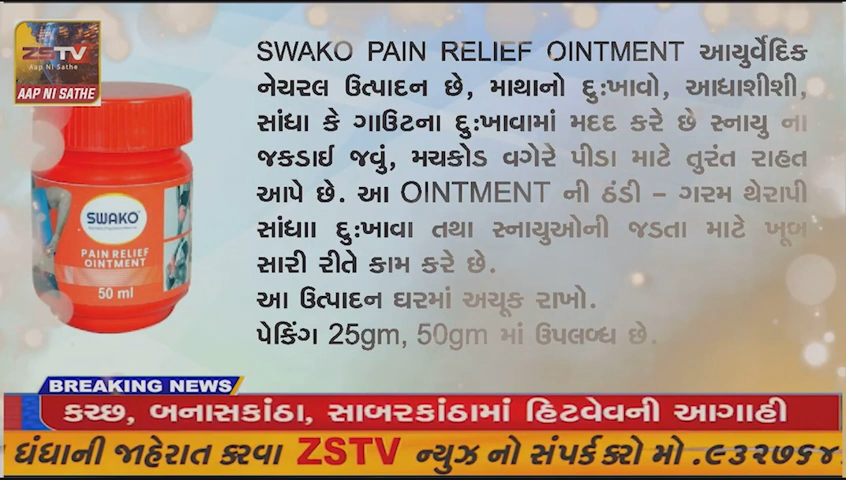 ZSTV
Aap Ni Sathe
AAP NI SATHE
SWAKO
PAIN RELIEF
OINTMENT
50 ml
SWAKO PAIN RELIEF OINTMENT આયુર્વેદિક
નેચરલ ઉત્પાદન છે, માથાનો દુઃખાવો, આધાશીશી,
સાંધા કે ગાઉટના દુઃખાવામાં મદદ કરે છે સ્નાયુ ના
જકડાઈ જવું, મચકોડ વગેરે પીડા માટે તુરંત રાહત
આપે છે. આ OINTMENT ની ઠંડી – ગરમ થેરાપી
સાંધાા દુઃખાવા તથા સ્નાયુઓની જડતા માટે ખૂબ
સારી રીતે કામ કરે છે.
આ ઉત્પાદન ઘરમાં અચૂક રાખો.
પેકિંગ 25gm, 50gm માં ઉપલબ્ધ છે.
BREAKING NEWS
કચ્છ, બનાસકાંઠા, સાબરકાંઠામાં હિટવેવની આગાહી
ધંધાની જાહેરાત કરવા ZSTV ન્યુઝ નો સંપર્ક કરો મો .૯૩૨૭૬૪